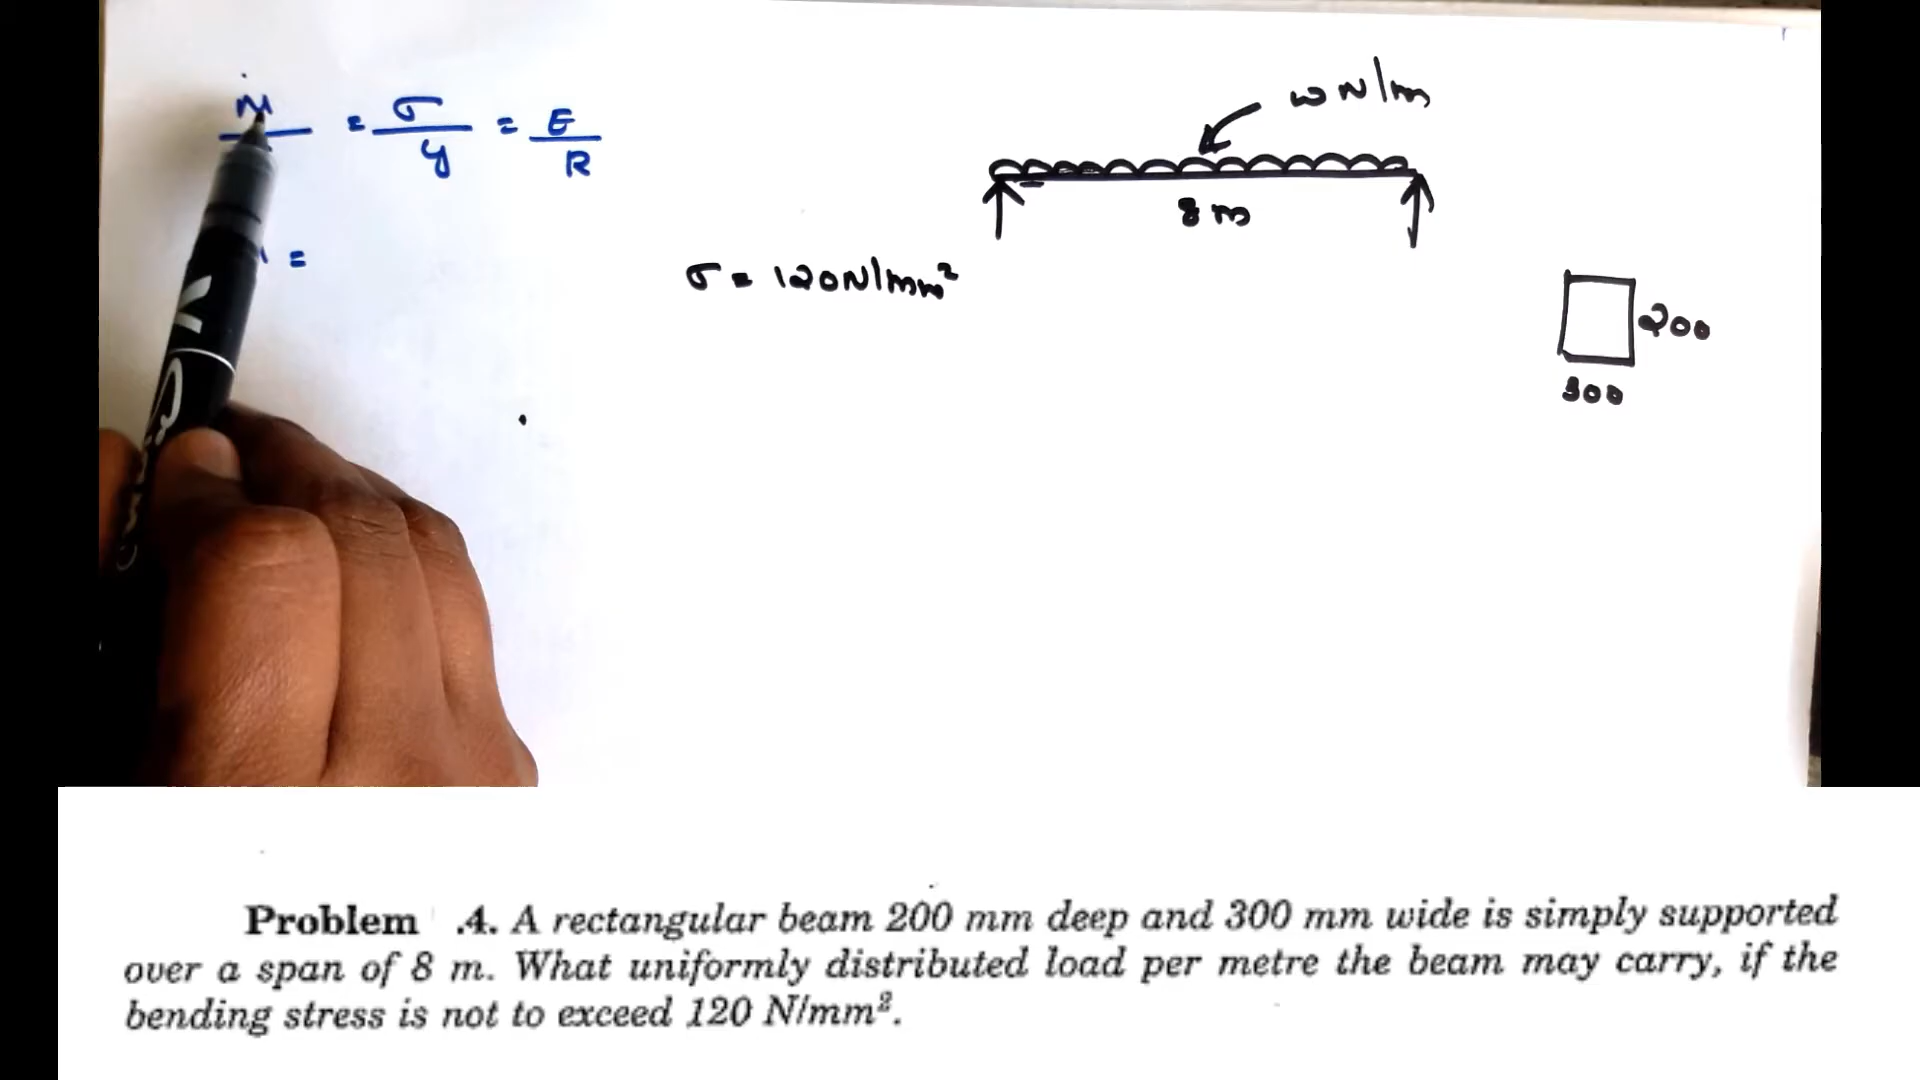 M = σ = E
y R
=
w N/m
8 m
σ = 120N/mm²
200
300
Problem .4. A rectangular beam 200 mm deep and 300 mm wide is simply supported
over a span of 8 m. What uniformly distributed load per metre the beam may carry, if the
bending stress is not to exceed 120 N/mm².